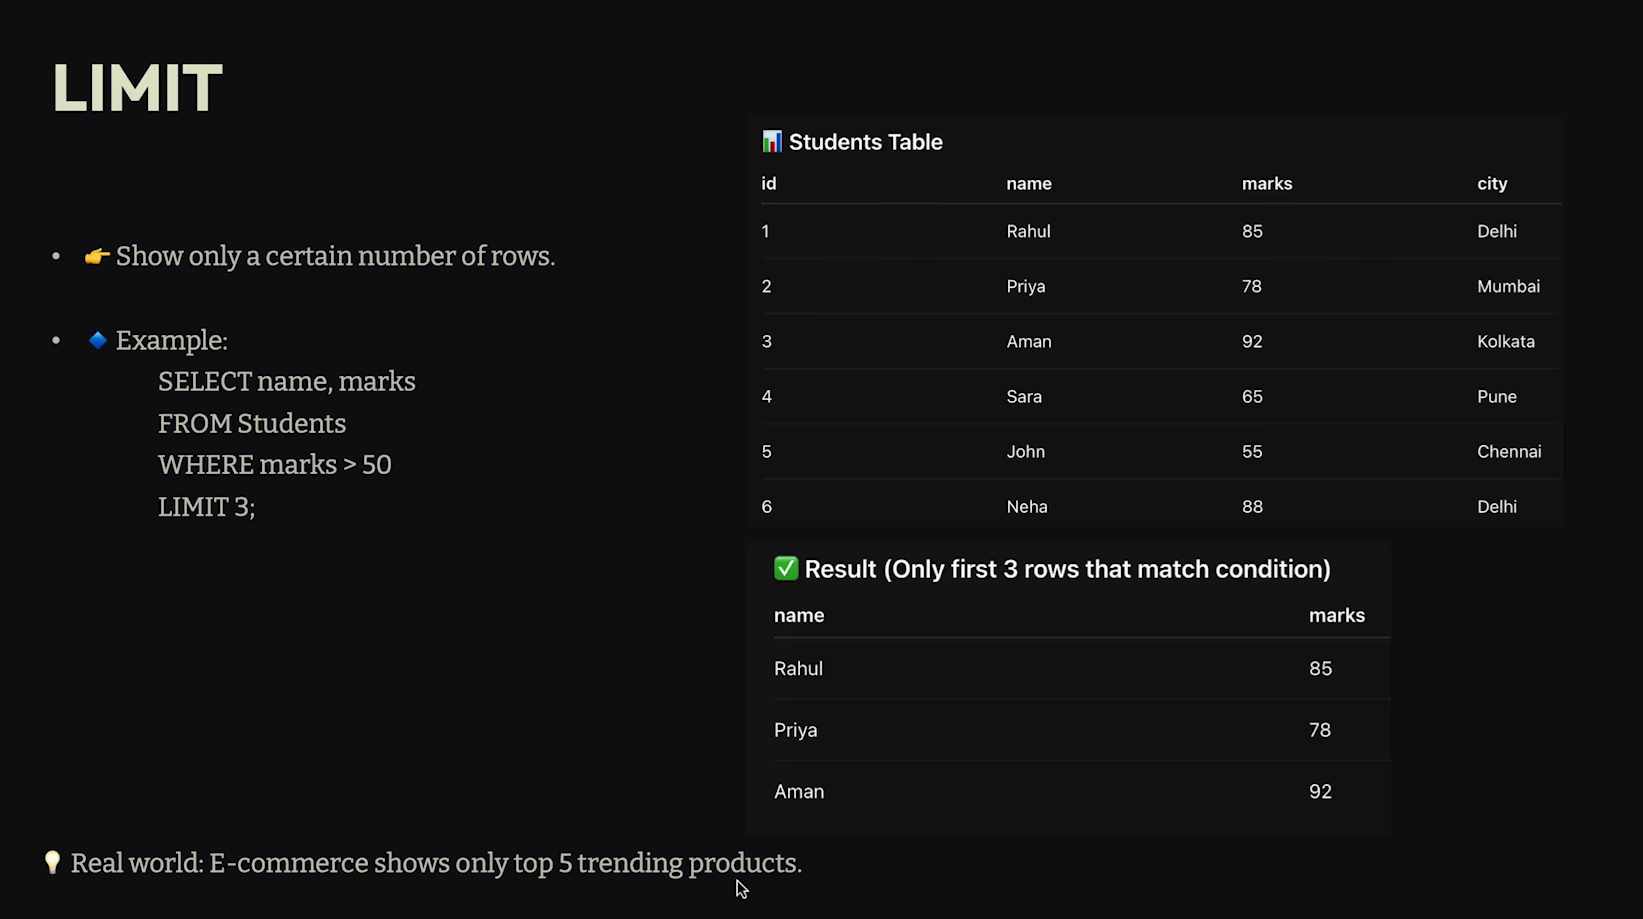 LIMIT
• 👉 Show only a certain number of rows.
• 🔹 Example:
SELECT name, marks
FROM Students
WHERE marks > 50
LIMIT 3;
📊 Students Table
id name marks city
1 Rahul 85 Delhi
2 Priya 78 Mumbai
3 Aman 92 Kolkata
4 Sara 65 Pune
5 John 55 Chennai
6 Neha 88 Delhi
✅ Result (Only first 3 rows that match condition)
name marks
Rahul 85
Priya 78
Aman 92
💡 Real world: E-commerce shows only top 5 trending products.